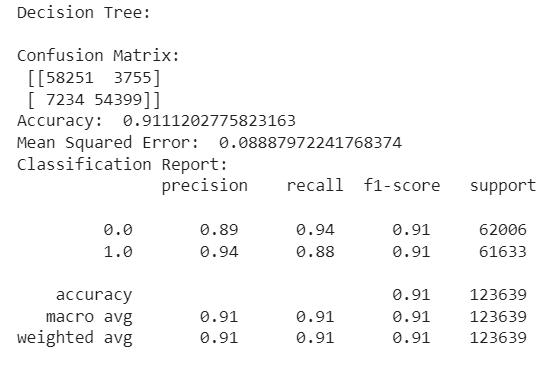 Decision Tree:
Confusion Matrix:
[[58251 3755]
[ 7234 54399]]
Accuracy: 0.9111202775823163
Mean Squared Error: 0.08887972241768374
Classification Report:
precision recall f1-score support
0.0 0.89 0.94 0.91 62006
1.0 0.94 0.88 0.91 61633
accuracy 0.91 123639
macro avg 0.91 0.91 0.91 123639
weighted avg 0.91 0.91 0.91 123639